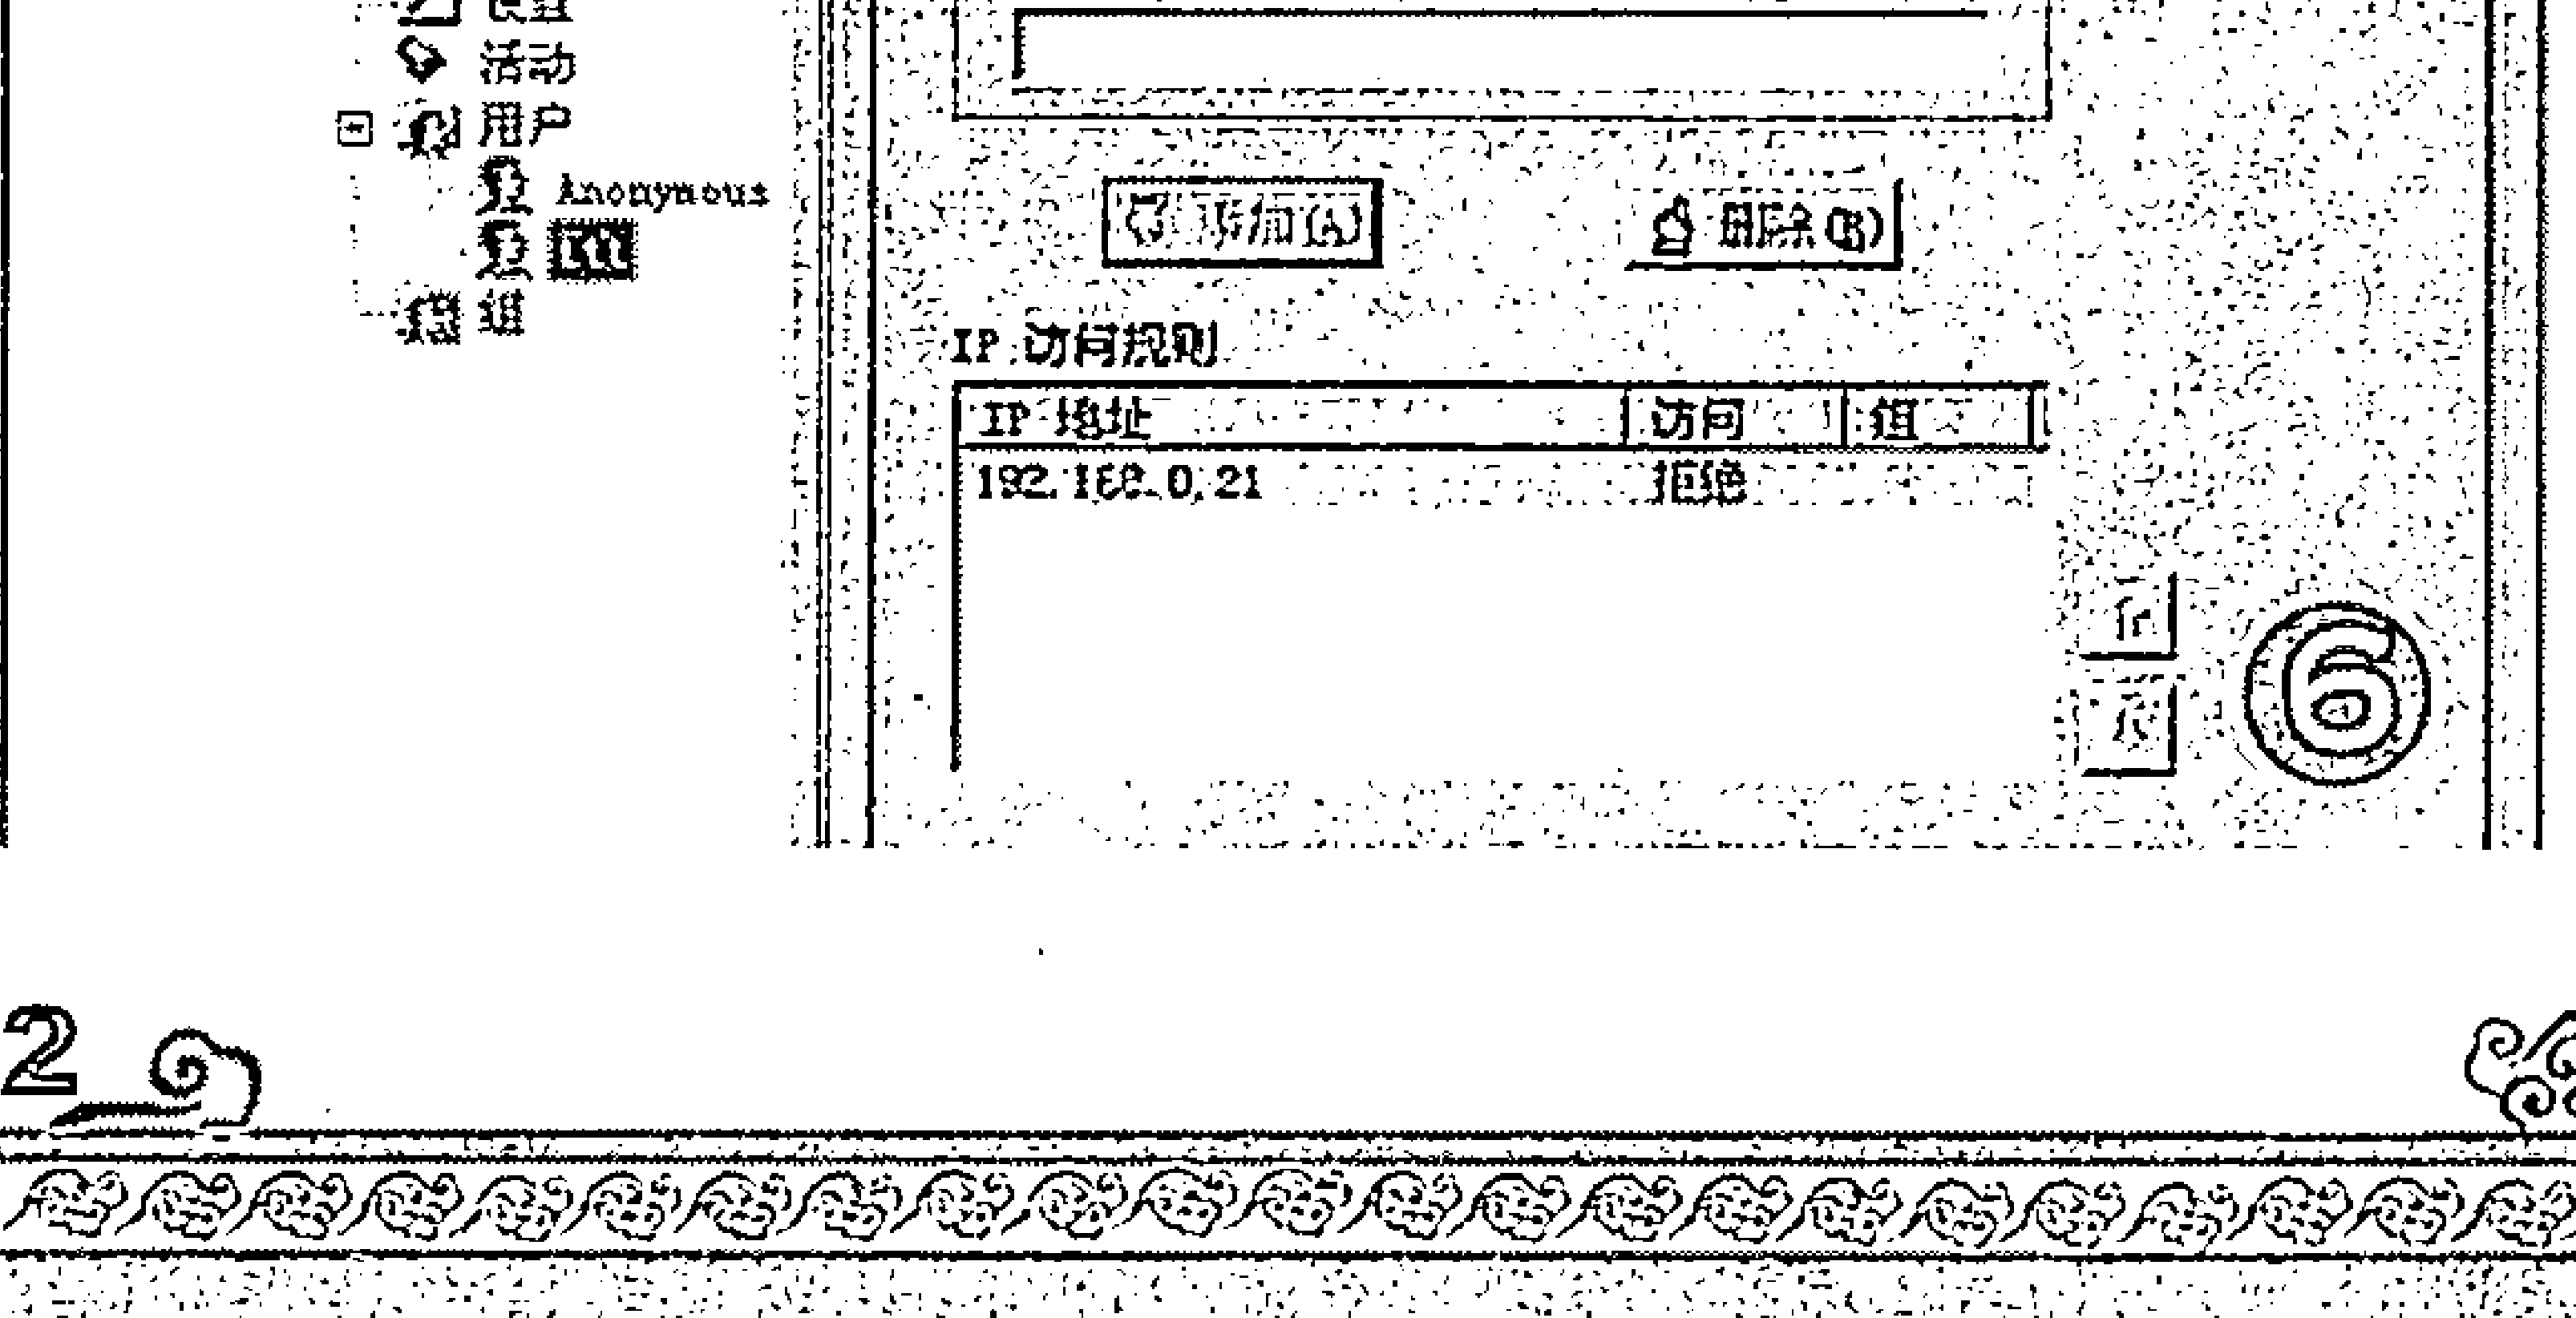 活动
用户
Anonymous
组
添加(A)
删除(R)
IP 访问规则
IP 地址 访问 组
192.168.0.21 拒绝
6
2